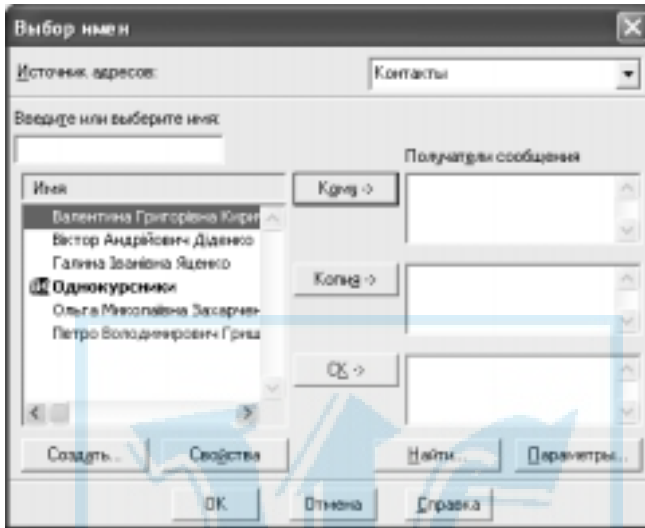 Выбор имен
Источник адресов:
Контакты
Введите или выберите имя:
Получатели сообщения
Имя
Кому ->
Валентина Григорівна Кири
Віктор Андрійович Діденко
Галина Іванівна Яценко
Однокурсники
Ольга Миколаївна Захарчен
Петро Володимирович Гриш
Копия ->
СК ->
Создать...
Свойства
Найти...
Параметры...
ОК
Отмена
Справка